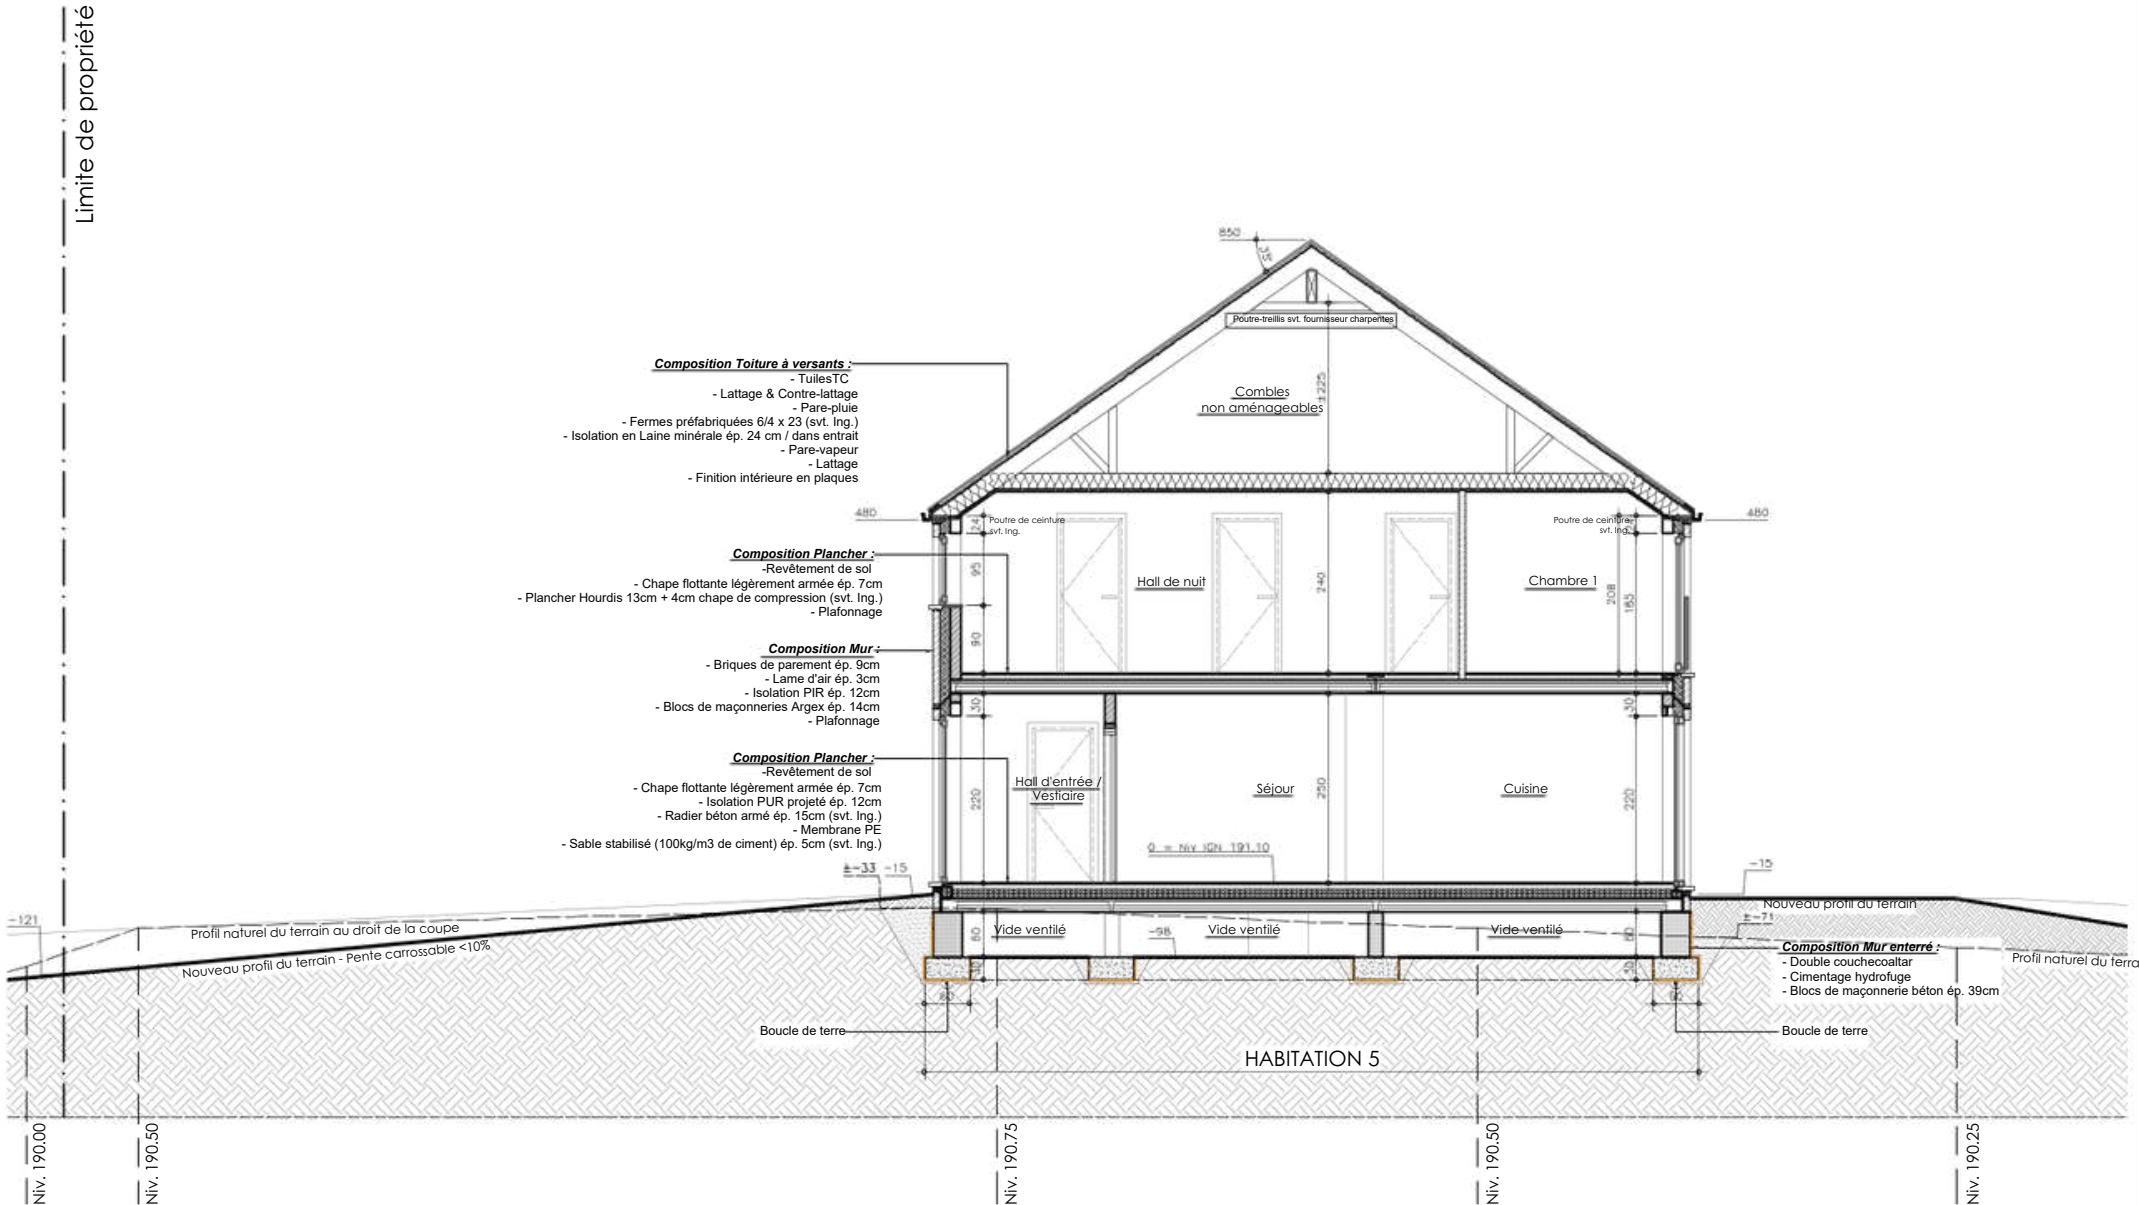 Limite de propriété
850
35
Poutre-treillis svt. fournisseur charpentes
Composition Toiture à versants :
- TuilesTC
- Lattage & Contre-lattage
- Pare-pluie
- Fermes préfabriquées 6/4 x 23 (svt. Ing.)
- Isolation en Laine minérale ép. 24 cm / dans entrait
- Pare-vapeur
- Lattage
- Finition intérieure en plaques
Combles
non aménageables
±225
480
480
24
Poutre de ceinture
svt. Ing.
Poutre de ceinture
svt. Ing.
Composition Plancher :
-Revêtement de sol
- Chape flottante légèrement armée ép. 7cm
- Plancher Hourdis 13cm + 4cm chape de compression (svt. Ing.)
- Plafonnage
95
Hall de nuit
240
Chambre 1
208
185
90
Composition Mur :
- Briques de parement ép. 9cm
- Lame d'air ép. 3cm
- Isolation PIR ép. 12cm
- Blocs de maçonneries Argex ép. 14cm
- Plafonnage
30
30
Composition Plancher :
-Revêtement de sol
- Chape flottante légèrement armée ép. 7cm
- Isolation PUR projeté ép. 12cm
- Radier béton armé ép. 15cm (svt. Ing.)
- Membrane PE
- Sable stabilisé (100kg/m3 de ciment) ép. 5cm (svt. Ing.)
220
Hall d'entrée /
Vestiaire
Séjour
250
Cuisine
220
0 = Niv IGN 191.10
±-33
-15
-15
-121
Profil naturel du terrain au droit de la coupe
Nouveau profil du terrain - Pente carrossable <10%
Nouveau profil du terrain
±-71
60
Vide ventilé
-98
Vide ventilé
Vide ventilé
60
Composition Mur enterré :
- Double couchecoaltar
- Cimentage hydrofuge
- Blocs de maçonnerie béton ép. 39cm
Profil naturel du terra
30
30
60
60
Boucle de terre
Boucle de terre
HABITATION 5
Niv. 190.00
Niv. 190.50
Niv. 190.75
Niv. 190.50
Niv. 190.25